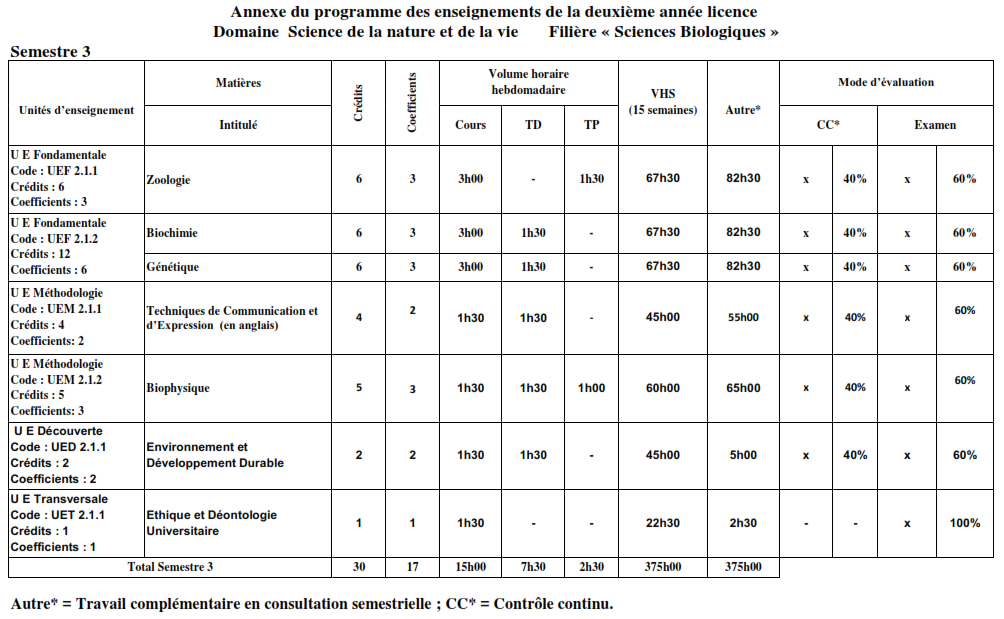 Annexe du programme des enseignements de la deuxième année licence
Domaine Science de la nature et de la vie Filière « Sciences Biologiques »
Semestre 3
Unités d'enseignement
Matières
Intitulé
Crédits
Coefficients
Volume horaire
hebdomadaire
Cours TD TP
VHS
(15 semaines)
Autre*
Mode d'évaluation
CC* Examen
U E Fondamentale
Code : UEF 2.1.1
Crédits : 6
Coefficients : 3
Zoologie 6 3 3h00 - 1h30 67h30 82h30 x 40% x 60%
U E Fondamentale
Code : UEF 2.1.2
Crédits : 12
Coefficients : 6
Biochimie 6 3 3h00 1h30 - 67h30 82h30 x 40% x 60%
Génétique 6 3 3h00 1h30 - 67h30 82h30 x 40% x 60%
U E Méthodologie
Code : UEM 2.1.1
Crédits : 4
Coefficients: 2
Techniques de Communication et
d'Expression (en anglais)
4 2 1h30 1h30 - 45h00 55h00 x 40% x 60%
U E Méthodologie
Code : UEM 2.1.2
Crédits : 5
Coefficients: 3
Biophysique 5 3 1h30 1h30 1h00 60h00 65h00 x 40% x 60%
U E Découverte
Code : UED 2.1.1
Crédits : 2
Coefficients : 2
Environnement et
Développement Durable
2 2 1h30 1h30 - 45h00 5h00 x 40% x 60%
U E Transversale
Code : UET 2.1.1
Crédits : 1
Coefficients : 1
Ethique et Déontologie
Universitaire
1 1 1h30 - - 22h30 2h30 - - x 100%
Total Semestre 3 30 17 15h00 7h30 2h30 375h00 375h00
Autre* = Travail complémentaire en consultation semestrielle ; CC* = Contrôle continu.